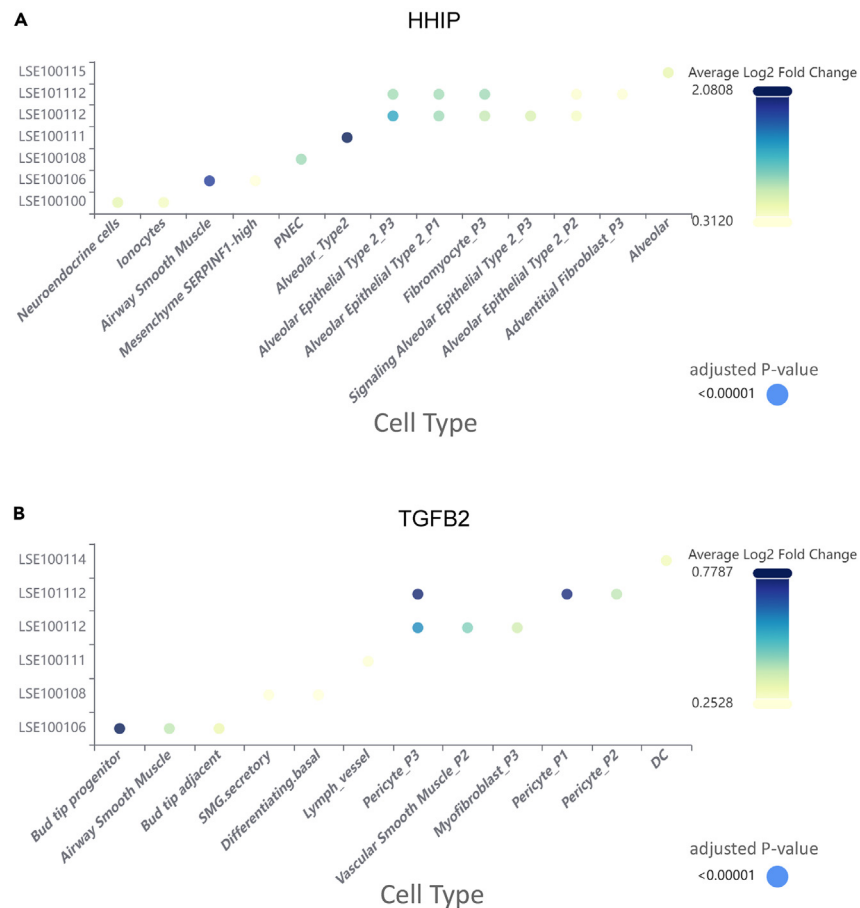 A
HHIP
LSE100115
LSE101112
LSE100112
LSE100111
LSE100108
LSE100106
LSE100100
Average Log2 Fold Change
2.0808
0.3120
Neuroendocrine cells
Ionocytes
Airway Smooth Muscle
Mesenchyme SERPINF1-high
PNEC
Alveolar_Type2
Alveolar Epithelial Type 2_P3
Alveolar Epithelial Type 2_P1
Fibromyocyte_P3
Signaling Alveolar Epithelial Type 2_P3
Alveolar Epithelial Type 2_P2
Adventitial Fibroblast_P3
Alveolar
adjusted P-value
<0.00001
Cell Type
B
TGFB2
LSE100114
LSE101112
LSE100112
LSE100111
LSE100108
LSE100106
Average Log2 Fold Change
0.7787
0.2528
Bud tip progenitor
Airway Smooth Muscle
Bud tip adjacent
SMG.secretory
Differentiating.basal
Lymph_vessel
Pericyte_P3
Vascular Smooth Muscle_P2
Myofibroblast_P3
Pericyte_P1
Pericyte_P2
DC
adjusted P-value
<0.00001
Cell Type